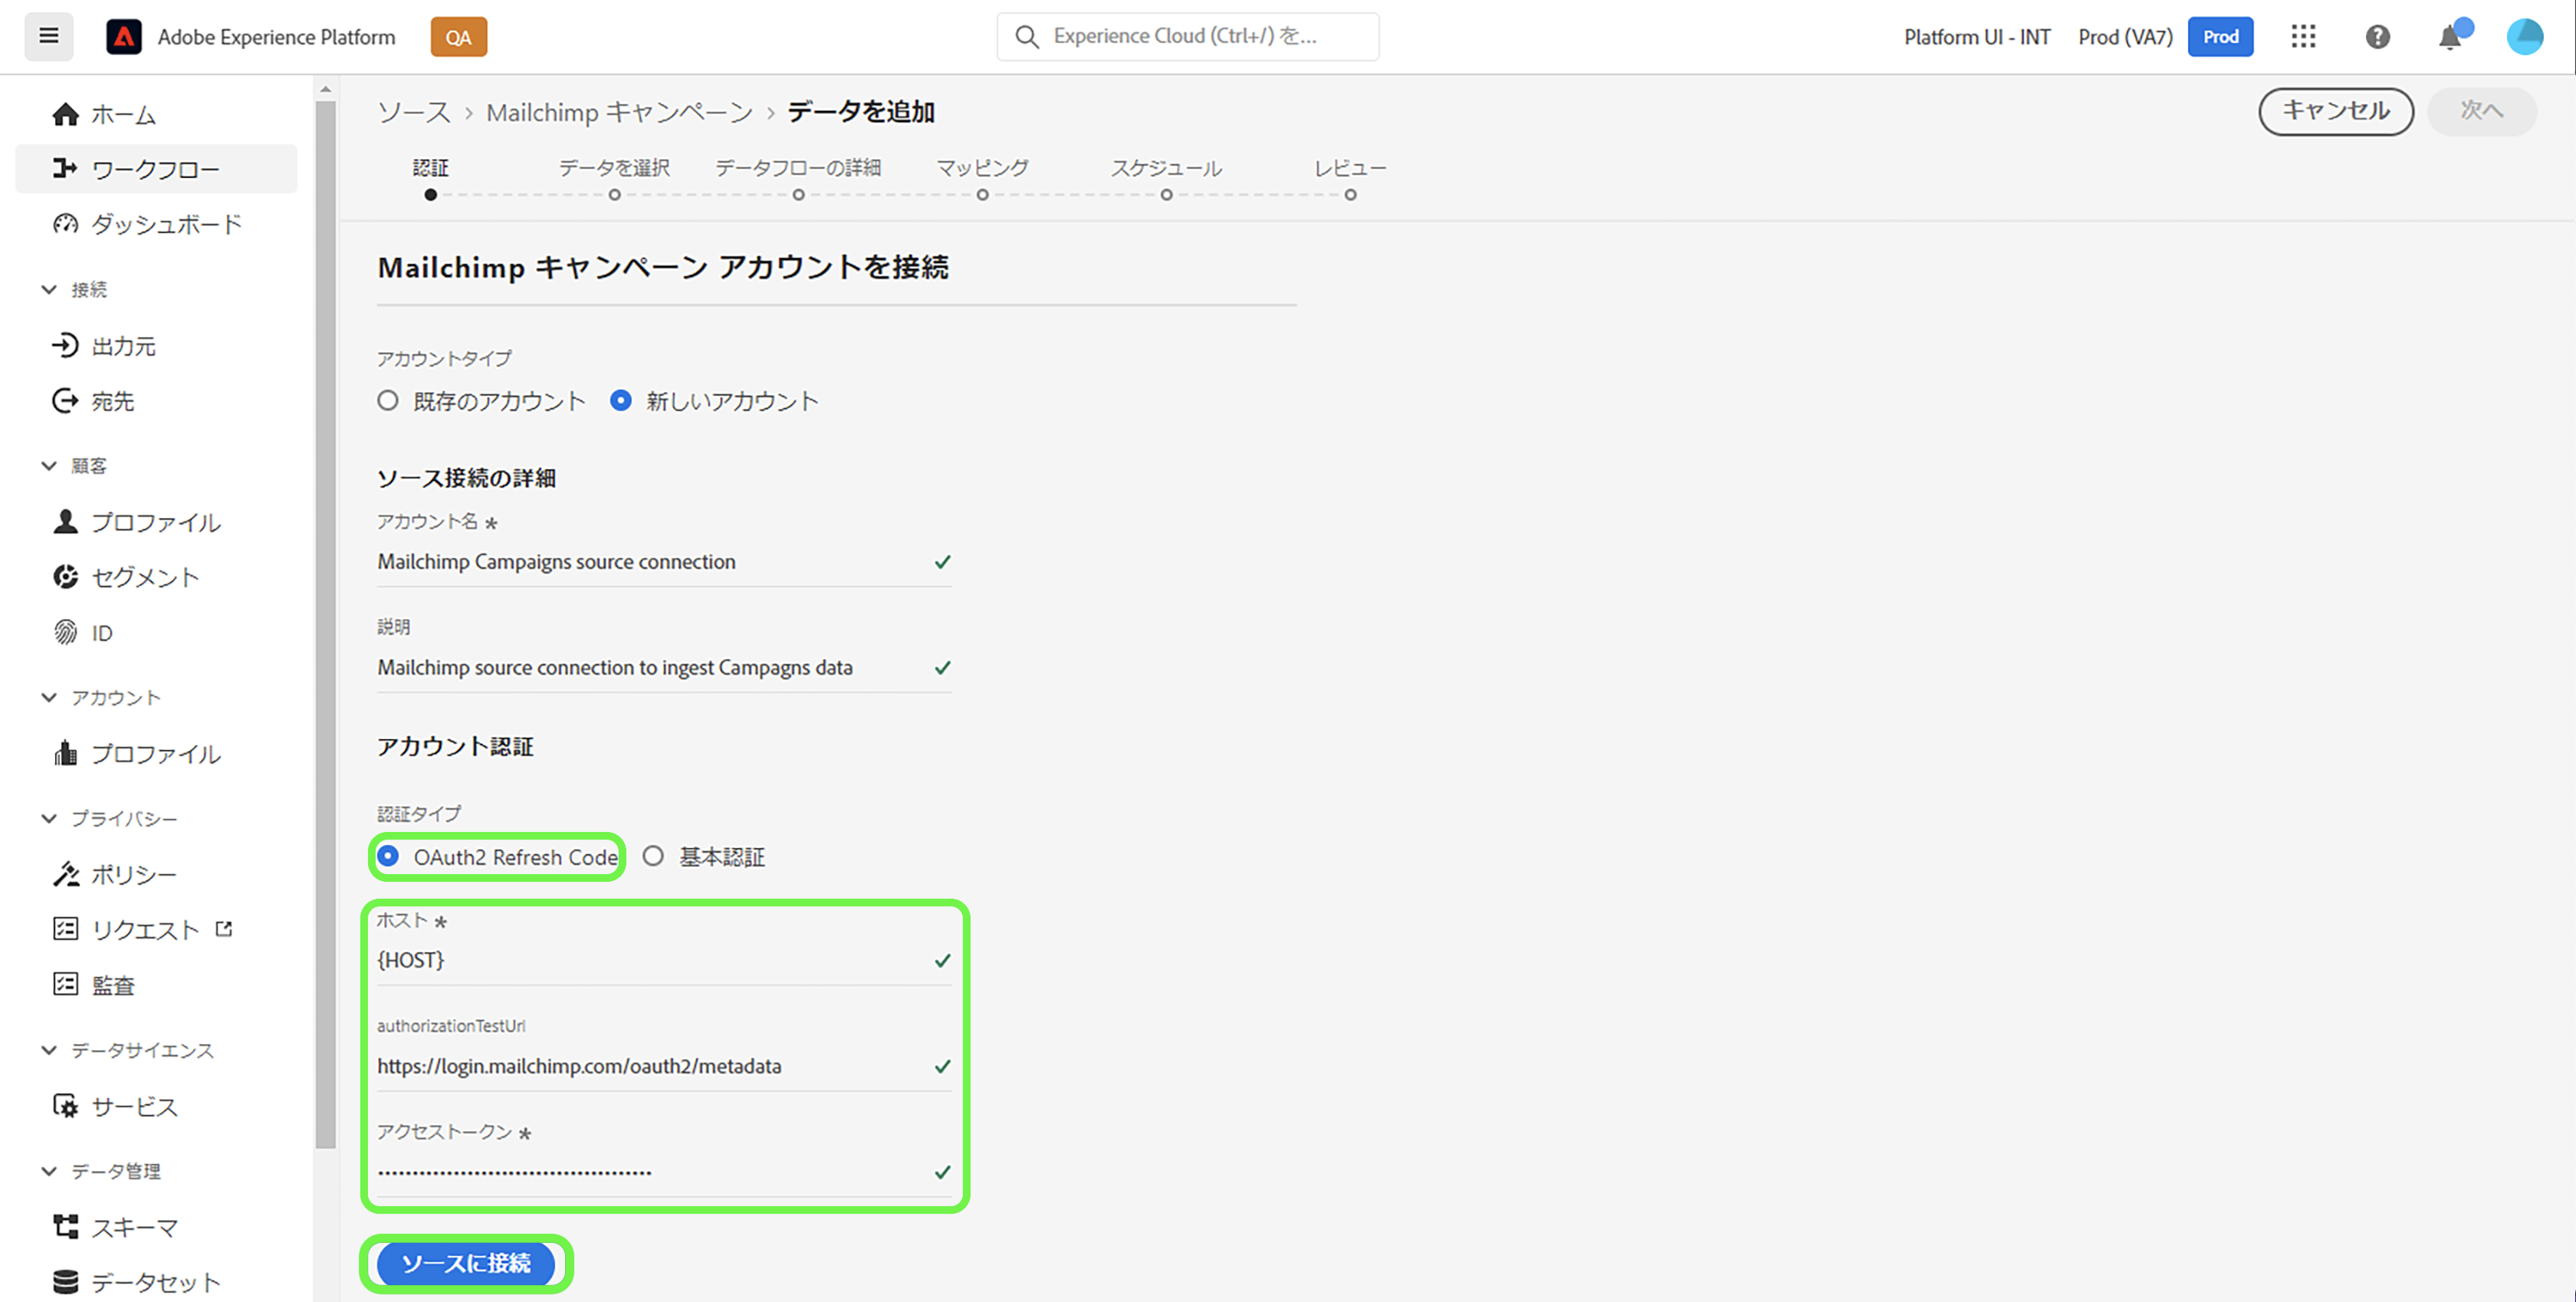 Adobe Experience Platform
QA
Experience Cloud (Ctrl+/) を...
Platform UI - INT
Prod (VA7)
Prod
ホーム
ワークフロー
ダッシュボード
接続
出力元
宛先
顧客
プロファイル
セグメント
ID
アカウント
プロファイル
プライバシー
ポリシー
リクエスト
監査
データサイエンス
サービス
データ管理
スキーマ
データセット
ソース › Mailchimp キャンペーン › データを追加
キャンセル
次へ
認証
データを選択
データフローの詳細
マッピング
スケジュール
レビュー
Mailchimp キャンペーン アカウントを接続
アカウントタイプ
既存のアカウント
新しいアカウント
ソース接続の詳細
アカウント名 *
Mailchimp Campaigns source connection
説明
Mailchimp source connection to ingest Campagns data
アカウント認証
認証タイプ
OAuth2 Refresh Code
基本認証
ホスト *
{HOST}
authorizationTestUrl
https://login.mailchimp.com/oauth2/metadata
アクセストークン *
ソースに接続